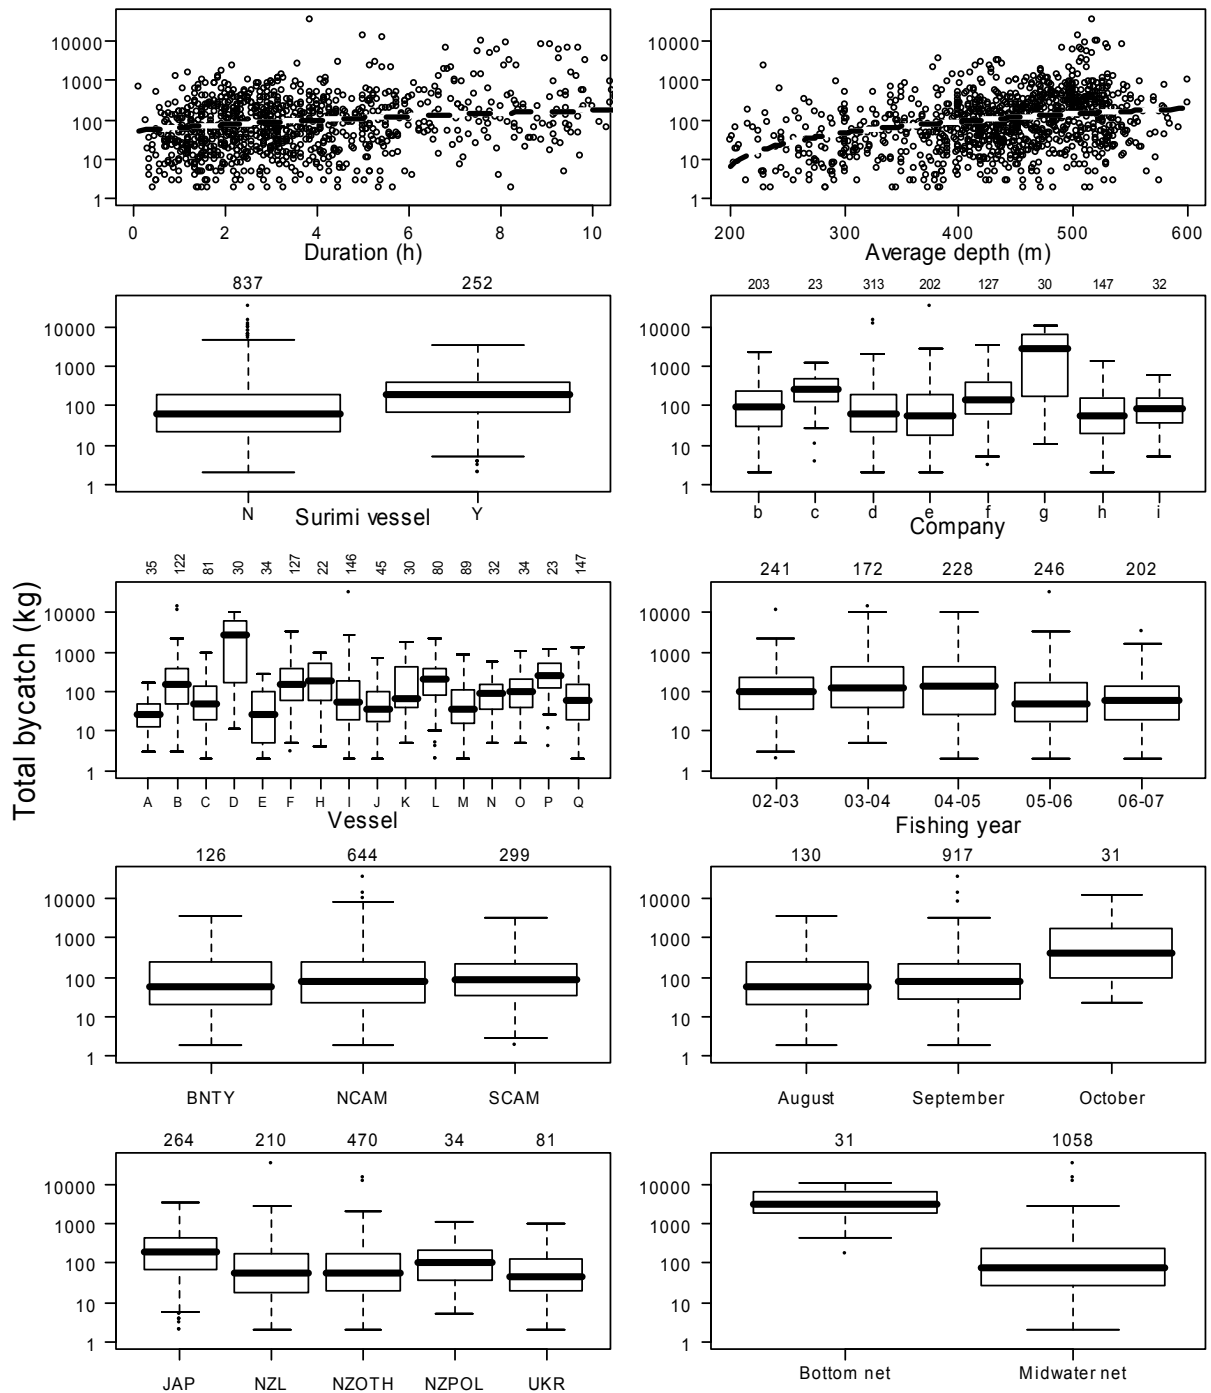 10000
1000
100
10
1
0 2 4 6 8 10
Duration (h)
10000
1000
100
10
1
200 300 400 500 600
Average depth (m)
837 252
10000
1000
100
10
1
N Y
Surimi vessel
203 23 313 202 127 30 147 32
10000
1000
100
10
1
b c d e f g h i
Company
Total bycatch (kg)
35 122 81 30 34 127 22 146 45 30 80 89 32 34 23 147
10000
1000
100
10
1
A B C D E F H I J K L M N O P Q
Vessel
241 172 228 246 202
10000
1000
100
10
1
02-03 03-04 04-05 05-06 06-07
Fishing year
126 644 299
10000
1000
100
10
1
BNTY NCAM SCAM
130 917 31
10000
1000
100
10
1
August September October
264 210 470 34 81
10000
1000
100
10
1
JAP NZL NZOTH NZPOL UKR
31 1058
10000
1000
100
10
1
Bottom net Midwater net